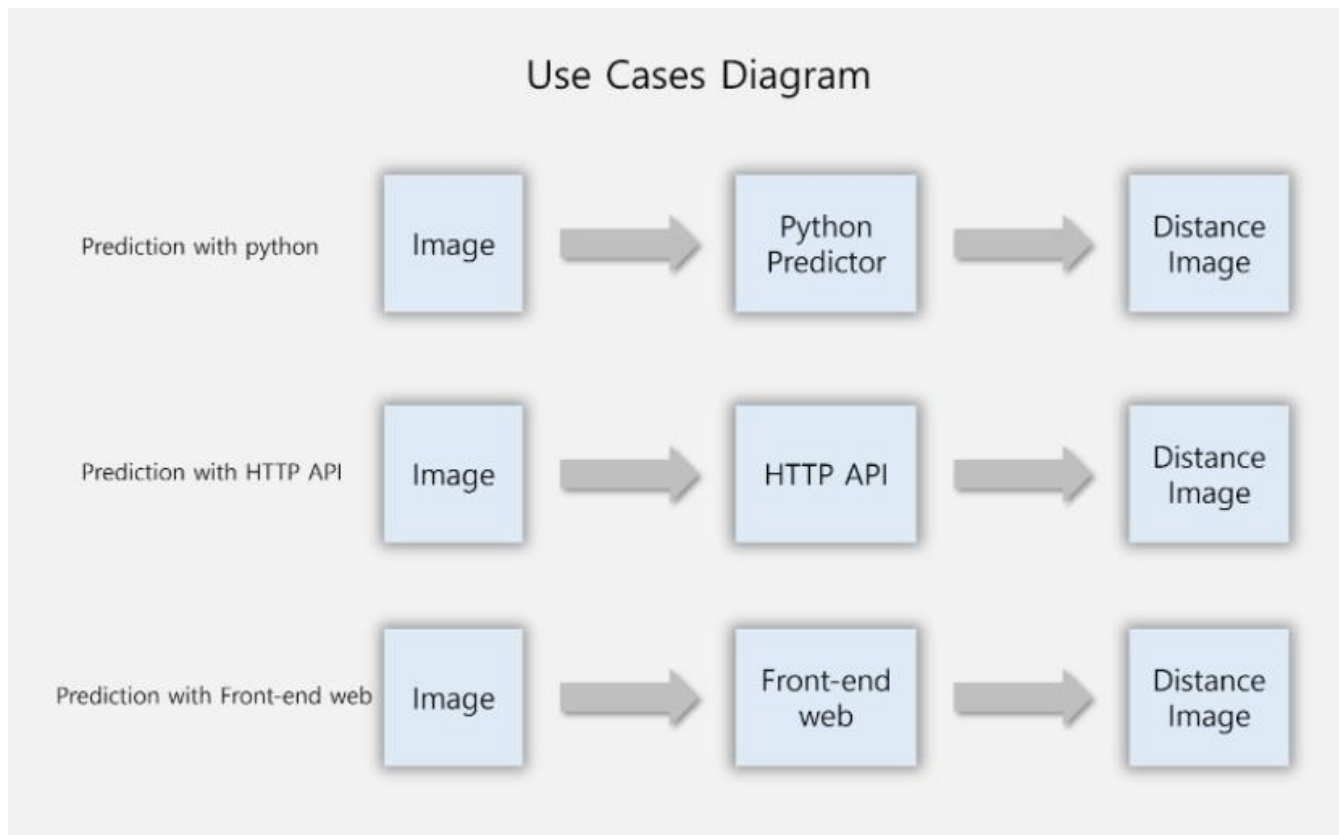 Use Cases Diagram
Prediction with python
Image
Python
Predictor
Distance
Image
Prediction with HTTP API
Image
HTTP API
Distance
Image
Prediction with Front-end web
Image
Front-end
web
Distance
Image